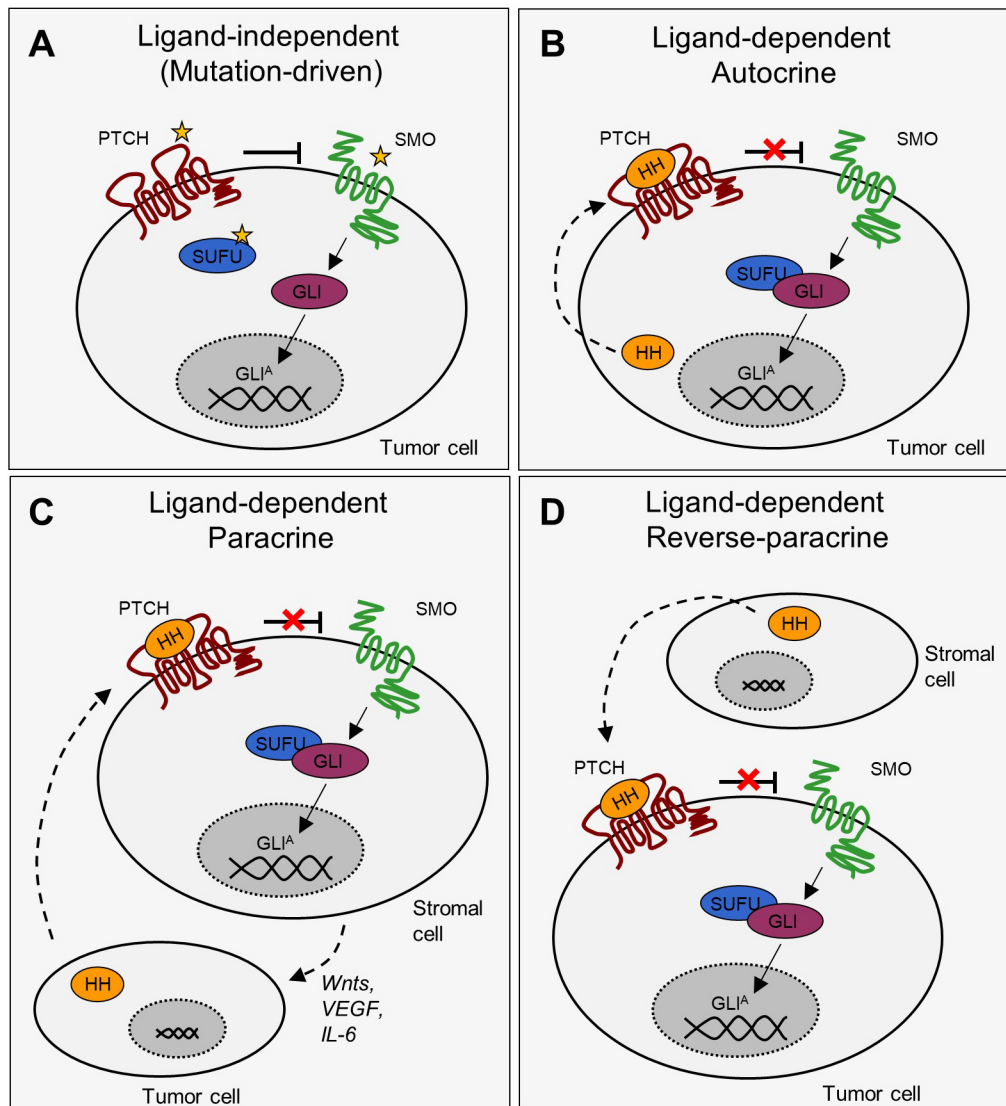 A
Ligand-independent
(Mutation-driven)
PTCH
SMO
SUFU
GLI
GLIᴬ
Tumor cell
B
Ligand-dependent
Autocrine
PTCH
HH
SMO
SUFU
GLI
HH
GLIᴬ
Tumor cell
C
Ligand-dependent
Paracrine
PTCH
HH
SMO
SUFU
GLI
GLIᴬ
Stromal
cell
HH
Wnts,
VEGF,
IL-6
Tumor cell
D
Ligand-dependent
Reverse-paracrine
HH
Stromal
cell
PTCH
HH
SMO
SUFU
GLI
GLIᴬ
Tumor cell